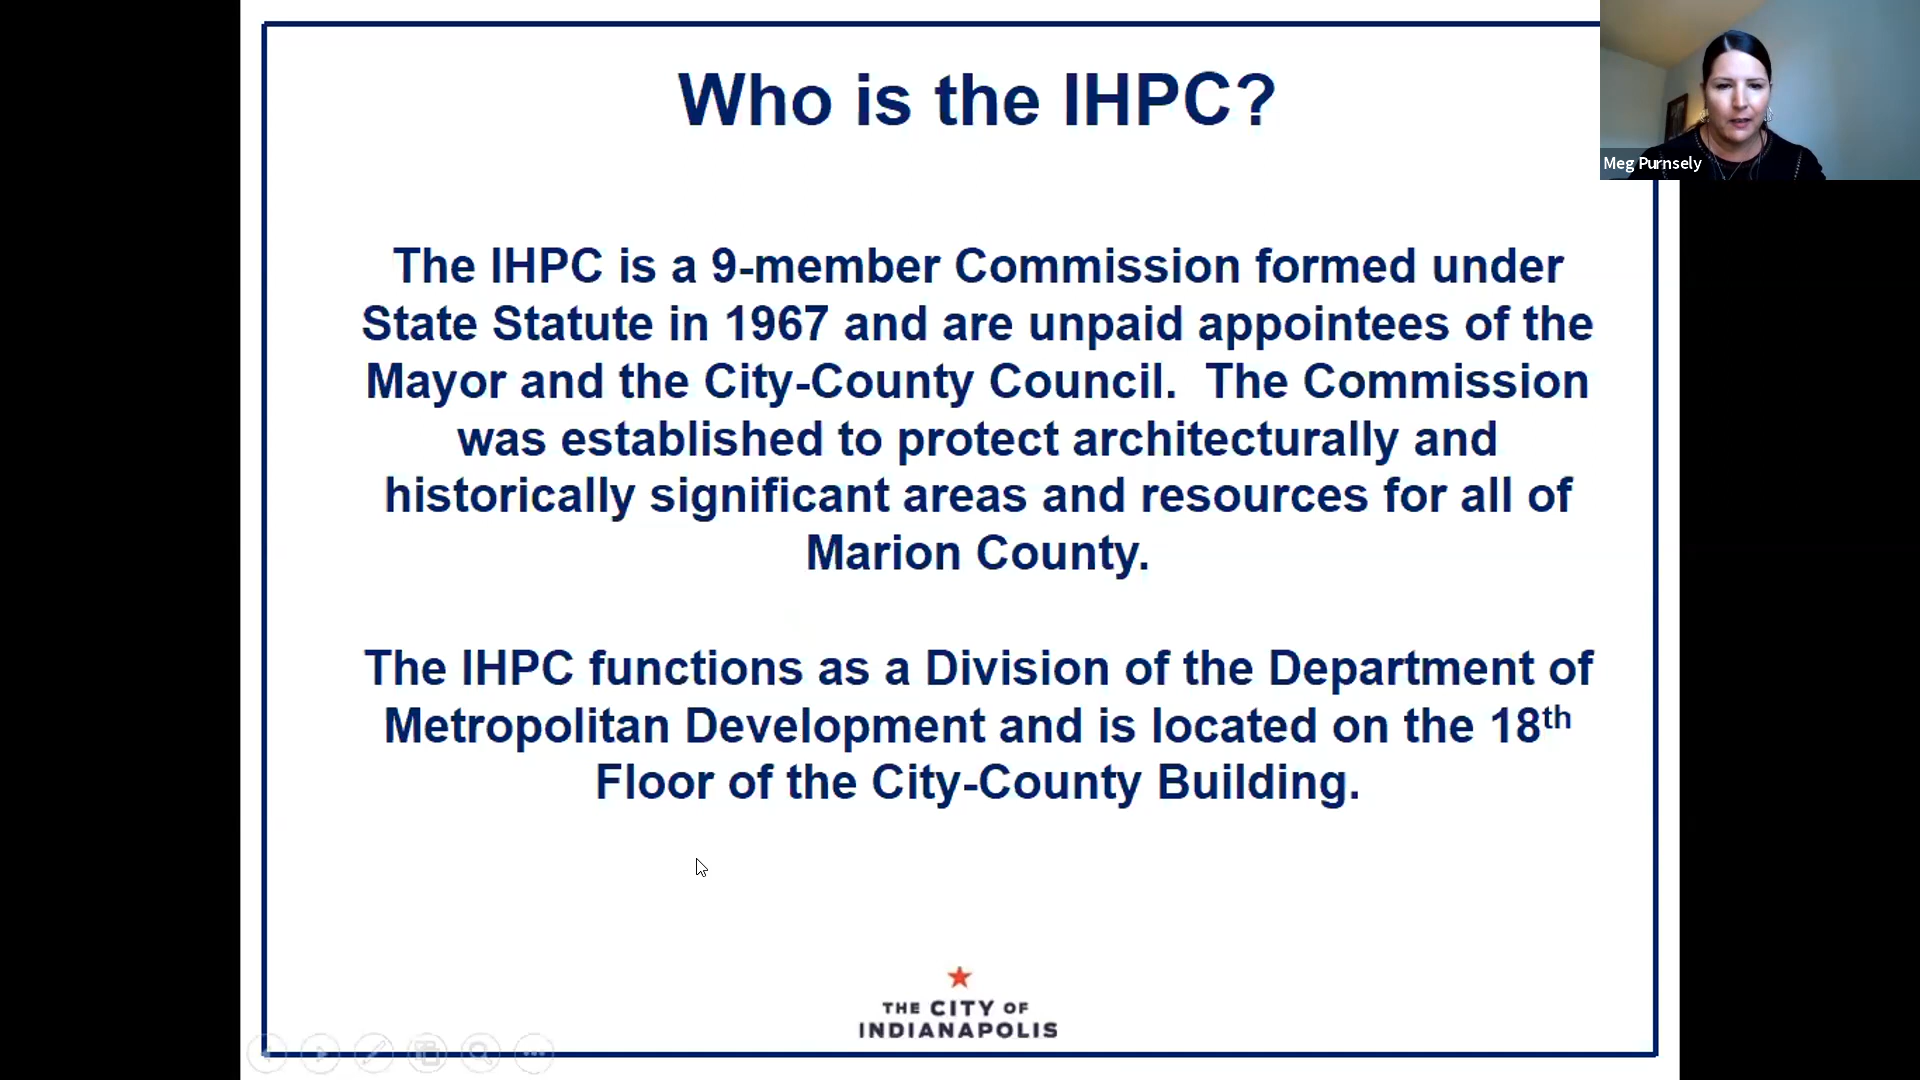 Who is the IHPC?
Meg Purnsely
The IHPC is a 9-member Commission formed under
State Statute in 1967 and are unpaid appointees of the
Mayor and the City-County Council.  The Commission
was established to protect architecturally and
historically significant areas and resources for all of
Marion County.
The IHPC functions as a Division of the Department of
Metropolitan Development and is located on the 18th
Floor of the City-County Building.
THE CITY OF
INDIANAPOLIS